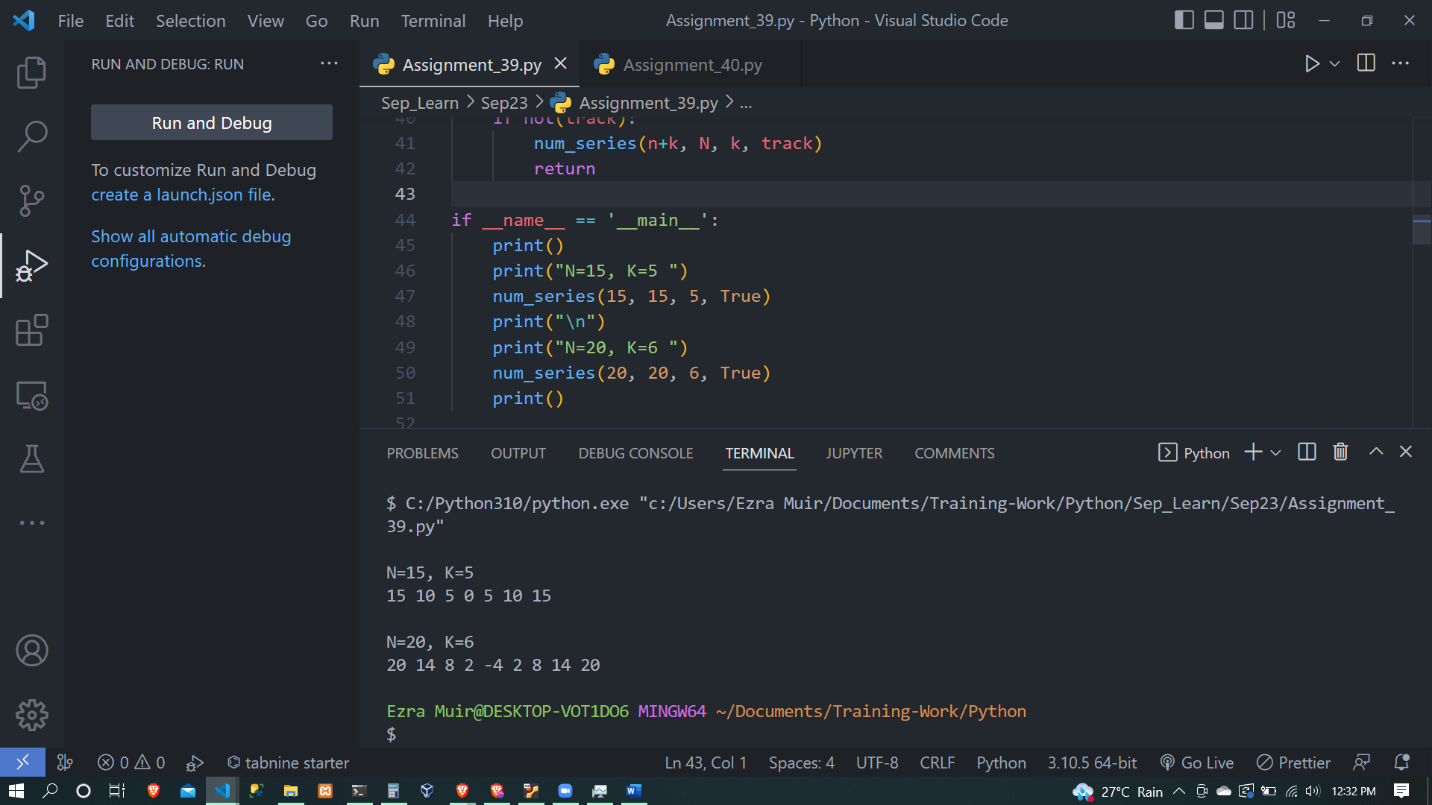 File Edit Selection View Go Run Terminal Help
Assignment_39.py - Python - Visual Studio Code
RUN AND DEBUG: RUN
Run and Debug
To customize Run and Debug
create a launch.json file.
Show all automatic debug
configurations.
Assignment_39.py
Assignment_40.py
Sep_Learn > Sep23 > Assignment_39.py > ...
40 if not(track):
41 num_series(n+k, N, k, track)
42 return
43
44 if __name__ == '__main__':
45 print()
46 print("N=15, K=5 ")
47 num_series(15, 15, 5, True)
48 print("\n")
49 print("N=20, K=6 ")
50 num_series(20, 20, 6, True)
51 print()
52
PROBLEMS OUTPUT DEBUG CONSOLE TERMINAL JUPYTER COMMENTS
Python
$ C:/Python310/python.exe "c:/Users/Ezra Muir/Documents/Training-Work/Python/Sep_Learn/Sep23/Assignment_
39.py"
N=15, K=5
15 10 5 0 5 10 15
N=20, K=6
20 14 8 2 -4 2 8 14 20
Ezra Muir@DESKTOP-VOT1DO6 MINGW64 ~/Documents/Training-Work/Python
$
0 0 tabnine starter
Ln 43, Col 1 Spaces: 4 UTF-8 CRLF Python 3.10.5 64-bit Go Live Prettier
27°C Rain 12:32 PM